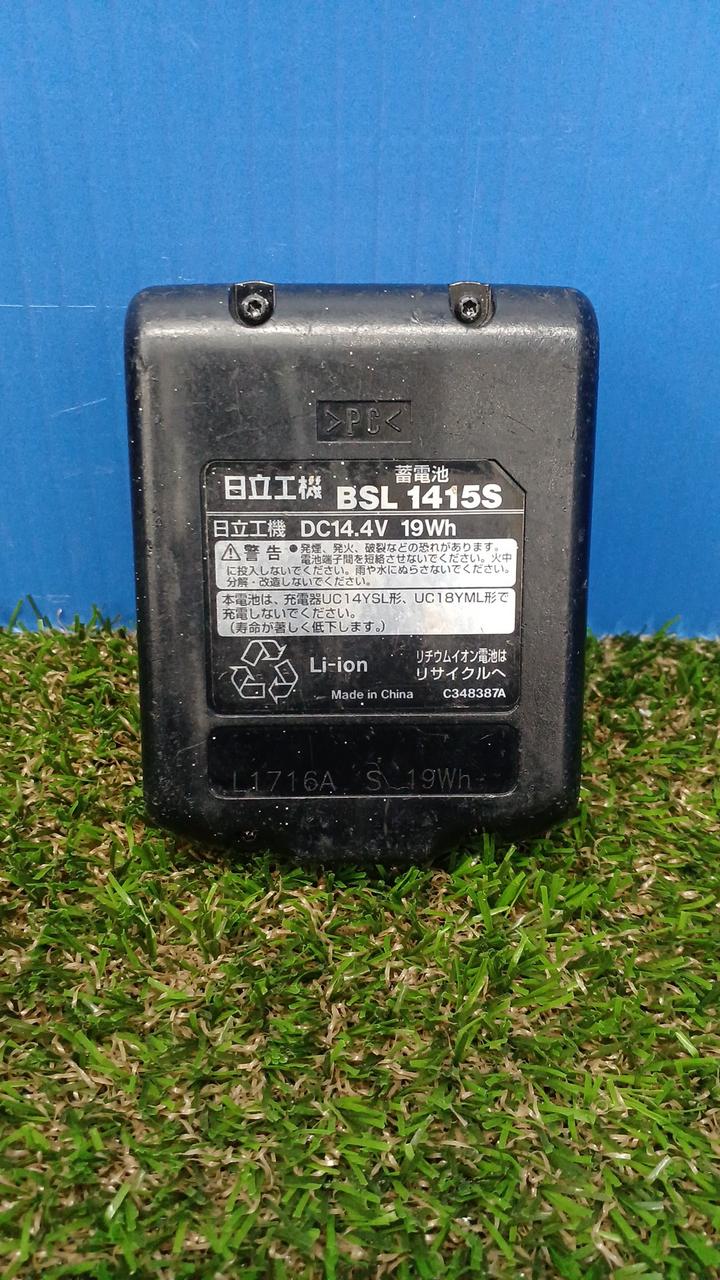 >PC<
蓄電池
日立工機 BSL 1415S
日立工機 DC14.4V 19Wh
警告 ●発煙、発火、破裂などの恐れがあります。
電池端子間を短絡させないでください。火中
に投入しないでください。雨や水にぬらさないでください。
分解・改造しないでください。
本電池は、充電器UC14YSL形、UC18YML形で
充電しないでください。
(寿命が著しく低下します。)
Li-ion
リチウムイオン電池は
リサイクルへ
Made in China C348387A
L1716A S 19Wh